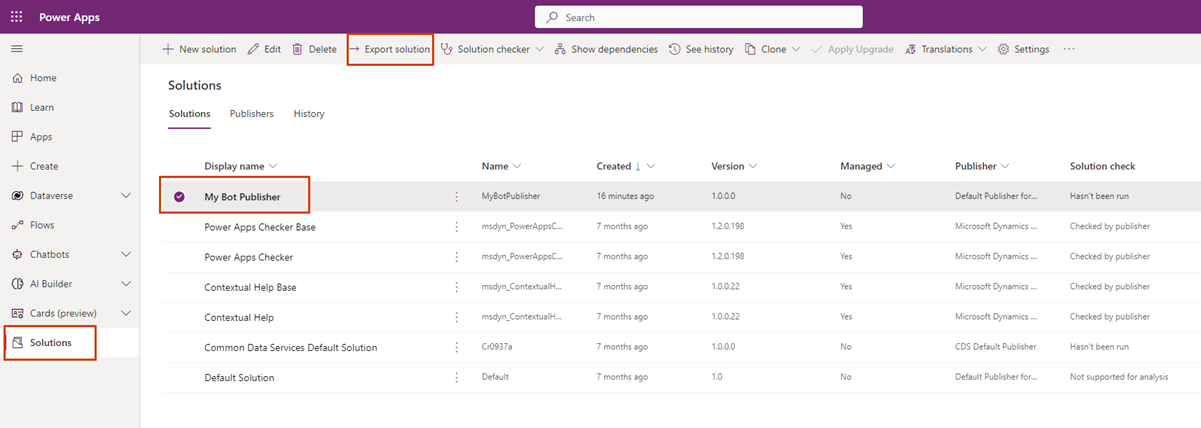 Power Apps
Search
New solution Edit Delete Export solution Solution checker Show dependencies See history Clone Apply Upgrade Translations Settings ...
Home
Learn
Apps
Create
Dataverse
Flows
Chatbots
AI Builder
Cards (preview)
Solutions
Solutions
Solutions Publishers History
Display name Name Created ↓ Version Managed Publisher Solution check
My Bot Publisher MyBotPublisher 16 minutes ago 1.0.0.0 No Default Publisher for... Hasn't been run
Power Apps Checker Base msdyn_PowerAppsC... 7 months ago 1.2.0.198 Yes Microsoft Dynamics ... Checked by publisher
Power Apps Checker msdyn_PowerAppsC... 7 months ago 1.2.0.198 Yes Microsoft Dynamics ... Checked by publisher
Contextual Help Base msdyn_ContextualH... 7 months ago 1.0.0.22 Yes Microsoft Dynamics ... Checked by publisher
Contextual Help msdyn_ContextualH... 7 months ago 1.0.0.22 Yes Microsoft Dynamics ... Checked by publisher
Common Data Services Default Solution Cr0937a 7 months ago 1.0.0.0 No CDS Default Publisher Hasn't been run
Default Solution Default 7 months ago 1.0 No Default Publisher for... Not supported for analysis